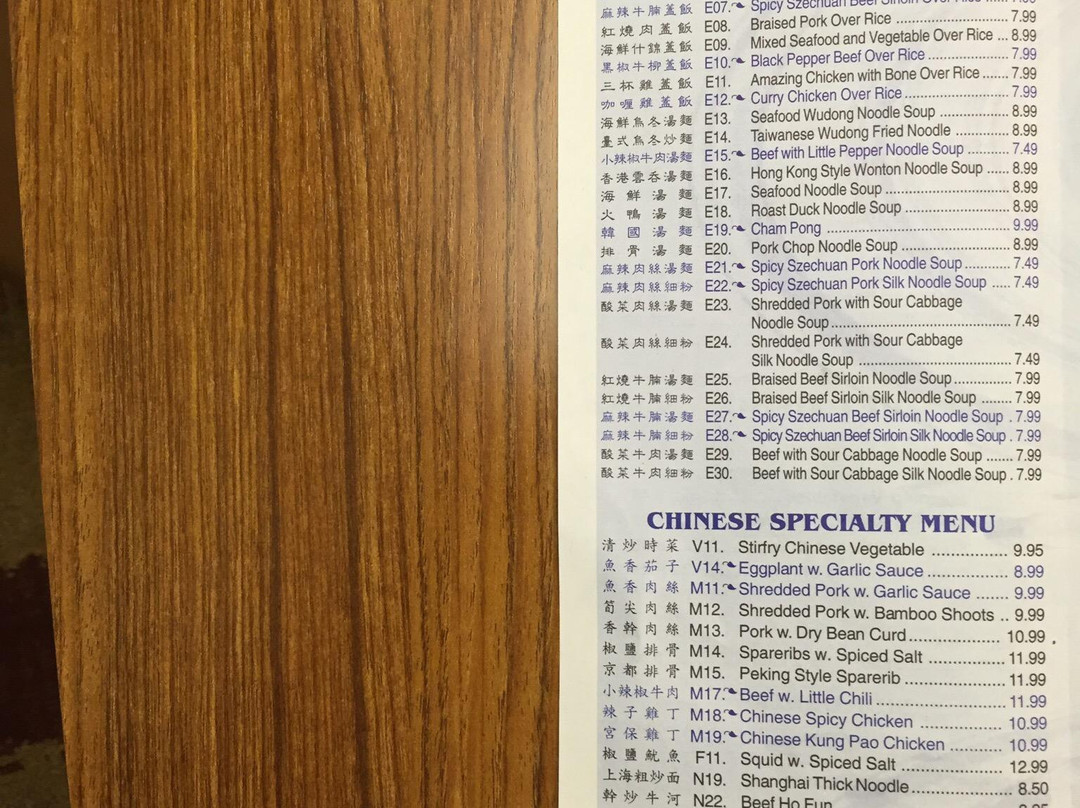 麻辣牛腩蓋飯 E07. Spicy Szechuan Beef Sirloin Over Rice ..... 7.99
紅燒肉蓋飯 E08. Braised Pork Over Rice ..... 7.99
海鮮什錦蓋飯 E09. Mixed Seafood and Vegetable Over Rice ... 8.99
黑椒牛柳蓋飯 E10. Black Pepper Beef Over Rice ..... 7.99
三杯雞蓋飯 E11. Amazing Chicken with Bone Over Rice ..... 7.99
咖喱雞蓋飯 E12. Curry Chicken Over Rice ..... 7.99
海鮮烏冬湯麵 E13. Seafood Wudong Noodle Soup ..... 8.99
臺式烏冬炒麵 E14. Taiwanese Wudong Fried Noodle ..... 8.99
小辣椒牛肉湯麵 E15. Beef with Little Pepper Noodle Soup ..... 7.49
香港雲吞湯麵 E16. Hong Kong Style Wonton Noodle Soup ..... 8.99
海鮮湯麵 E17. Seafood Noodle Soup ..... 8.99
火鴨湯麵 E18. Roast Duck Noodle Soup ..... 8.99
韓國湯麵 E19. Cham Pong ..... 9.99
排骨湯麵 E20. Pork Chop Noodle Soup ..... 8.99
麻辣肉絲湯麵 E21. Spicy Szechuan Pork Noodle Soup ..... 7.49
麻辣肉絲細粉 E22. Spicy Szechuan Pork Silk Noodle Soup ..... 7.49
酸菜肉絲湯麵 E23. Shredded Pork with Sour Cabbage
Noodle Soup ..... 7.49
酸菜肉絲細粉 E24. Shredded Pork with Sour Cabbage
Silk Noodle Soup ..... 7.49
紅燒牛腩湯麵 E25. Braised Beef Sirloin Noodle Soup ..... 7.99
紅燒牛腩細粉 E26. Braised Beef Sirloin Silk Noodle Soup ..... 7.99
麻辣牛腩湯麵 E27. Spicy Szechuan Beef Sirloin Noodle Soup . 7.99
麻辣牛腩細粉 E28. Spicy Szechuan Beef Sirloin Silk Noodle Soup . 7.99
酸菜牛肉湯麵 E29. Beef with Sour Cabbage Noodle Soup ..... 7.99
酸菜牛肉細粉 E30. Beef with Sour Cabbage Silk Noodle Soup . 7.99
CHINESE SPECIALTY MENU
清炒時菜 V11. Stirfry Chinese Vegetable ..... 9.95
魚香茄子 V14. Eggplant w. Garlic Sauce ..... 8.99
魚香肉絲 M11. Shredded Pork w. Garlic Sauce ..... 9.99
筍尖肉絲 M12. Shredded Pork w. Bamboo Shoots .. 9.99
香幹肉絲 M13. Pork w. Dry Bean Curd ..... 10.99
椒鹽排骨 M14. Spareribs w. Spiced Salt ..... 11.99
京都排骨 M15. Peking Style Sparerib ..... 11.99
小辣椒牛肉 M17. Beef w. Little Chili ..... 11.99
辣子雞丁 M18. Chinese Spicy Chicken ..... 10.99
宮保雞丁 M19. Chinese Kung Pao Chicken ..... 10.99
椒鹽魷魚 F11. Squid w. Spiced Salt ..... 12.99
上海粗炒面 N19. Shanghai Thick Noodle ..... 8.50
幹炒牛河 N22. Beef Ho Fun